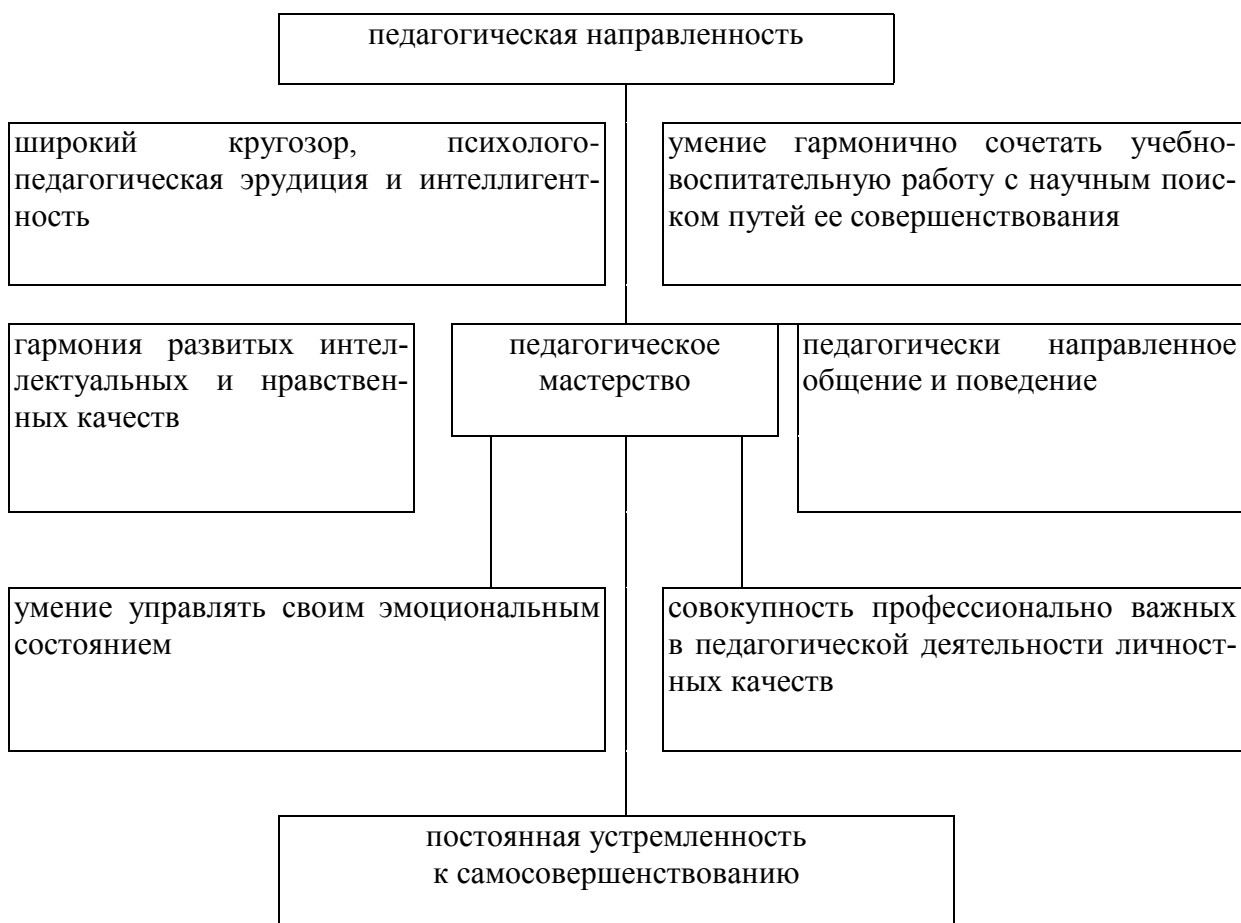 педагогическая направленность
широкий кругозор, психолого-
педагогическая эрудиция и интеллигент-
ность
умение гармонично сочетать учебно-
воспитательную работу с научным поис-
ком путей ее совершенствования
гармония развитых интел-
лектуальных и нравствен-
ных качеств
педагогическое
мастерство
педагогически направленное
общение и поведение
умение управлять своим эмоциональным
состоянием
совокупность профессионально важных
в педагогической деятельности личност-
ных качеств
постоянная устремленность
к самосовершенствованию